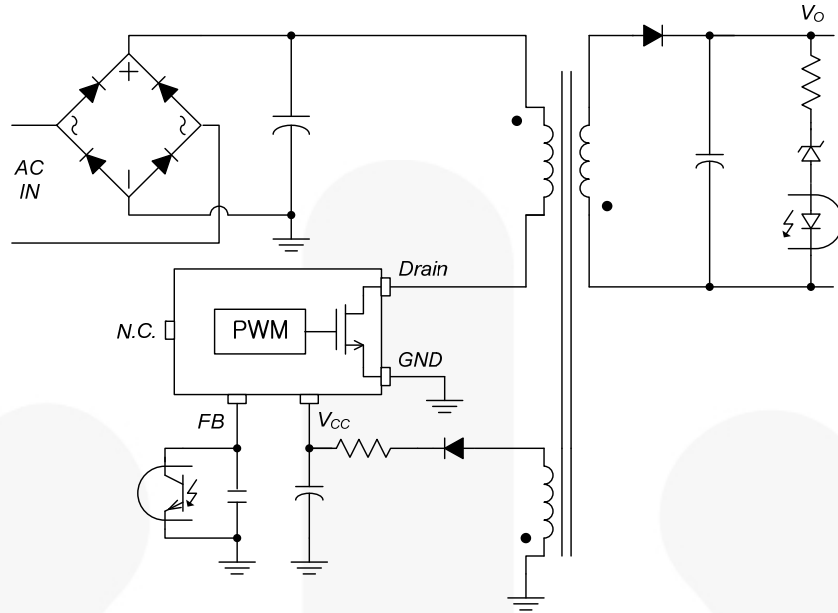 V_O
AC
IN
Drain
N.C.
PWM
GND
FB
V_CC